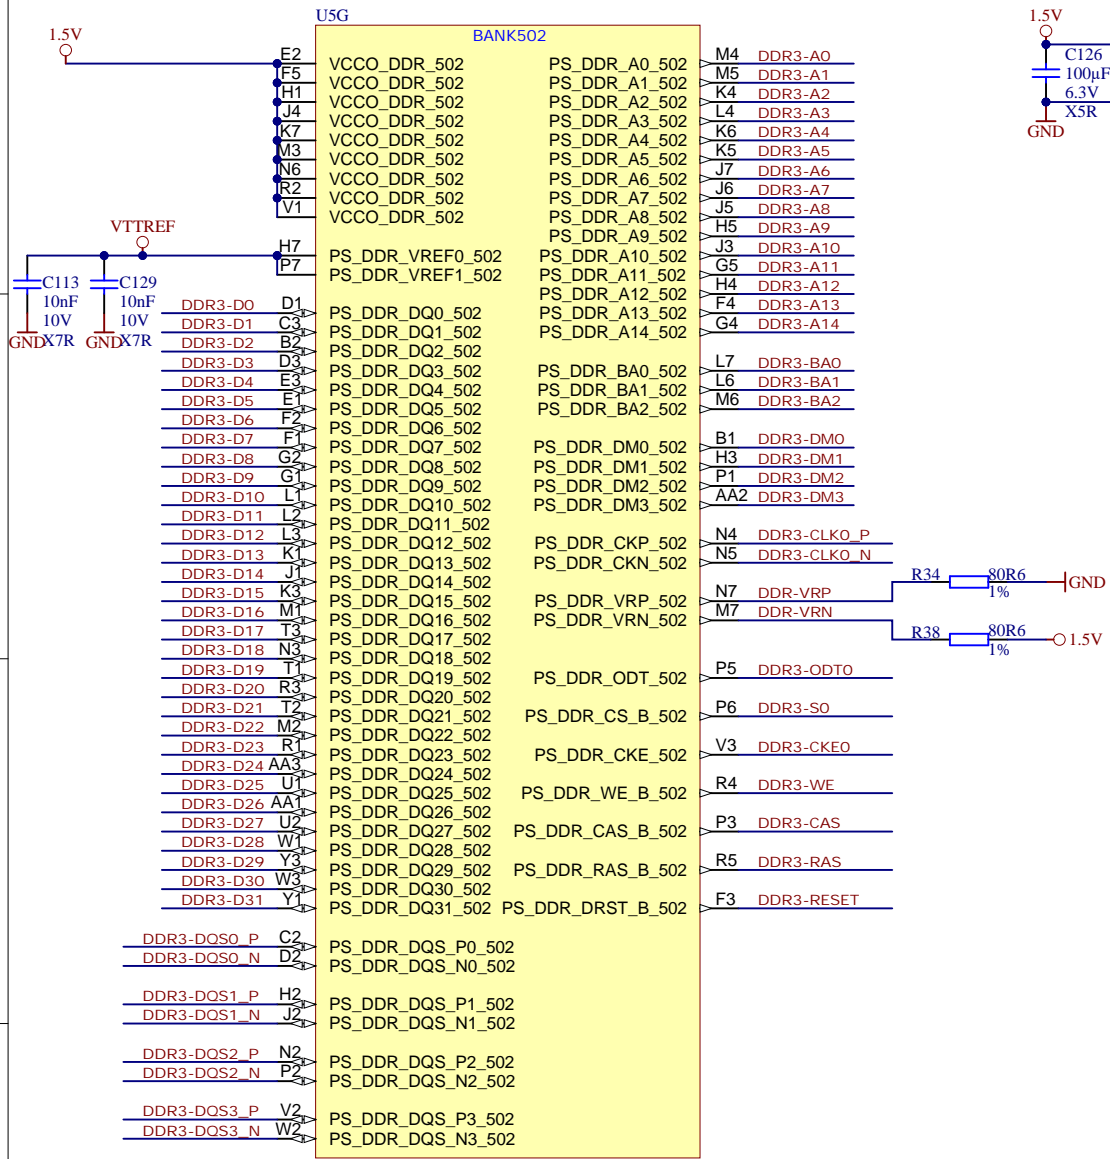 U5G
BANK502
1.5V
E2 VCCO_DDR_502
F5 VCCO_DDR_502
H1 VCCO_DDR_502
J4 VCCO_DDR_502
K7 VCCO_DDR_502
M3 VCCO_DDR_502
N6 VCCO_DDR_502
R2 VCCO_DDR_502
V1 VCCO_DDR_502
VTTREF
H7 PS_DDR_VREF0_502
P7 PS_DDR_VREF1_502
C113
10nF
10V
X7R
GND
C129
10nF
10V
X7R
GND
DDR3-D0 D1 PS_DDR_DQ0_502
DDR3-D1 C3 PS_DDR_DQ1_502
DDR3-D2 B2 PS_DDR_DQ2_502
DDR3-D3 D3 PS_DDR_DQ3_502
DDR3-D4 E3 PS_DDR_DQ4_502
DDR3-D5 E1 PS_DDR_DQ5_502
DDR3-D6 F2 PS_DDR_DQ6_502
DDR3-D7 F1 PS_DDR_DQ7_502
DDR3-D8 G2 PS_DDR_DQ8_502
DDR3-D9 G1 PS_DDR_DQ9_502
DDR3-D10 L1 PS_DDR_DQ10_502
DDR3-D11 L2 PS_DDR_DQ11_502
DDR3-D12 L3 PS_DDR_DQ12_502
DDR3-D13 K1 PS_DDR_DQ13_502
DDR3-D14 J1 PS_DDR_DQ14_502
DDR3-D15 K3 PS_DDR_DQ15_502
DDR3-D16 M1 PS_DDR_DQ16_502
DDR3-D17 T3 PS_DDR_DQ17_502
DDR3-D18 N3 PS_DDR_DQ18_502
DDR3-D19 T1 PS_DDR_DQ19_502
DDR3-D20 R3 PS_DDR_DQ20_502
DDR3-D21 T2 PS_DDR_DQ21_502
DDR3-D22 M2 PS_DDR_DQ22_502
DDR3-D23 R1 PS_DDR_DQ23_502
DDR3-D24 AA3 PS_DDR_DQ24_502
DDR3-D25 U1 PS_DDR_DQ25_502
DDR3-D26 AA1 PS_DDR_DQ26_502
DDR3-D27 U2 PS_DDR_DQ27_502
DDR3-D28 W1 PS_DDR_DQ28_502
DDR3-D29 Y3 PS_DDR_DQ29_502
DDR3-D30 W3 PS_DDR_DQ30_502
DDR3-D31 Y1 PS_DDR_DQ31_502
DDR3-DQS0_P C2 PS_DDR_DQS_P0_502
DDR3-DQS0_N D2 PS_DDR_DQS_N0_502
DDR3-DQS1_P H2 PS_DDR_DQS_P1_502
DDR3-DQS1_N J2 PS_DDR_DQS_N1_502
DDR3-DQS2_P N2 PS_DDR_DQS_P2_502
DDR3-DQS2_N P2 PS_DDR_DQS_N2_502
DDR3-DQS3_P V2 PS_DDR_DQS_P3_502
DDR3-DQS3_N W2 PS_DDR_DQS_N3_502
PS_DDR_A0_502 M4 DDR3-A0
PS_DDR_A1_502 M5 DDR3-A1
PS_DDR_A2_502 K4 DDR3-A2
PS_DDR_A3_502 L4 DDR3-A3
PS_DDR_A4_502 K6 DDR3-A4
PS_DDR_A5_502 K5 DDR3-A5
PS_DDR_A6_502 J7 DDR3-A6
PS_DDR_A7_502 J6 DDR3-A7
PS_DDR_A8_502 J5 DDR3-A8
PS_DDR_A9_502 H5 DDR3-A9
PS_DDR_A10_502 J3 DDR3-A10
PS_DDR_A11_502 G5 DDR3-A11
PS_DDR_A12_502 H4 DDR3-A12
PS_DDR_A13_502 F4 DDR3-A13
PS_DDR_A14_502 G4 DDR3-A14
PS_DDR_BA0_502 L7 DDR3-BA0
PS_DDR_BA1_502 L6 DDR3-BA1
PS_DDR_BA2_502 M6 DDR3-BA2
PS_DDR_DM0_502 B1 DDR3-DM0
PS_DDR_DM1_502 H3 DDR3-DM1
PS_DDR_DM2_502 P1 DDR3-DM2
PS_DDR_DM3_502 AA2 DDR3-DM3
PS_DDR_CKP_502 N4 DDR3-CLK0_P
PS_DDR_CKN_502 N5 DDR3-CLK0_N
PS_DDR_VRP_502 N7 DDR-VRP
PS_DDR_VRN_502 M7 DDR-VRN
R34 80R6 GND
1%
R38 80R6 1.5V
1%
PS_DDR_ODT_502 P5 DDR3-ODT0
PS_DDR_CS_B_502 P6 DDR3-S0
PS_DDR_CKE_502 V3 DDR3-CKE0
PS_DDR_WE_B_502 R4 DDR3-WE
PS_DDR_CAS_B_502 P3 DDR3-CAS
PS_DDR_RAS_B_502 R5 DDR3-RAS
PS_DDR_DRST_B_502 F3 DDR3-RESET
1.5V
C126
100µF
6.3V
X5R
GND